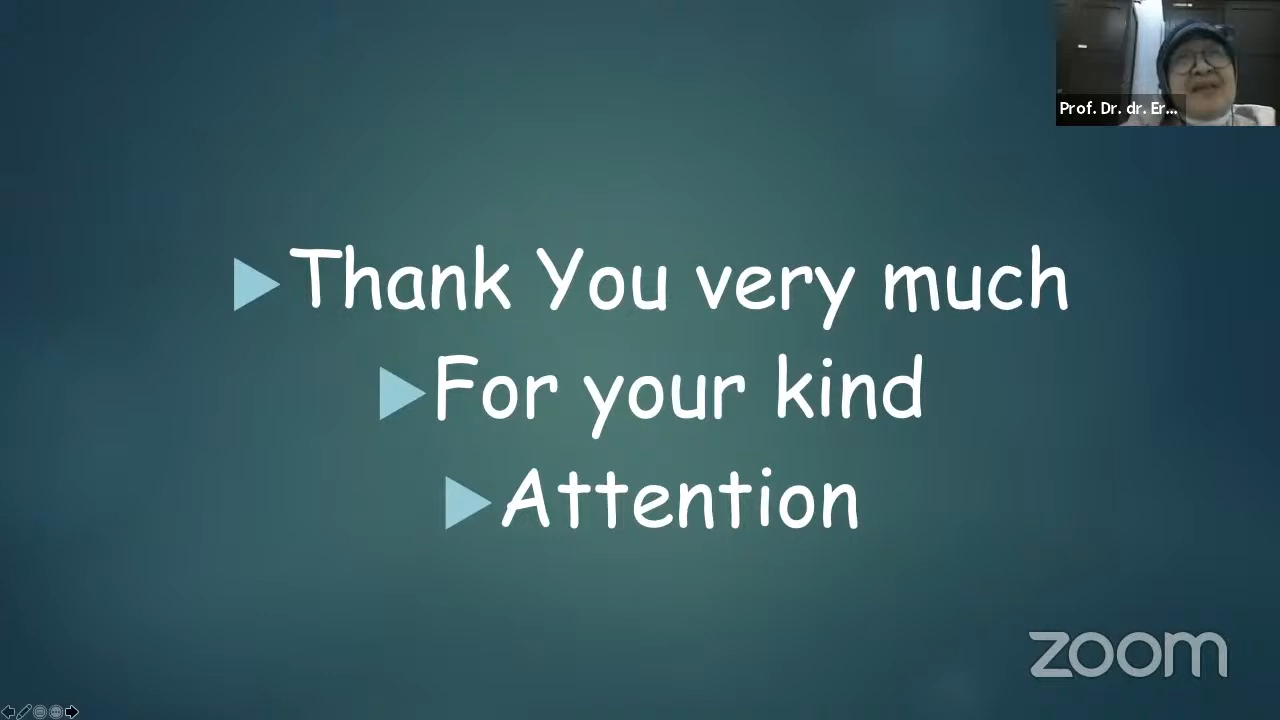 Prof. Dr. dr. Er...
Thank You very much
For your kind
Attention
zoom